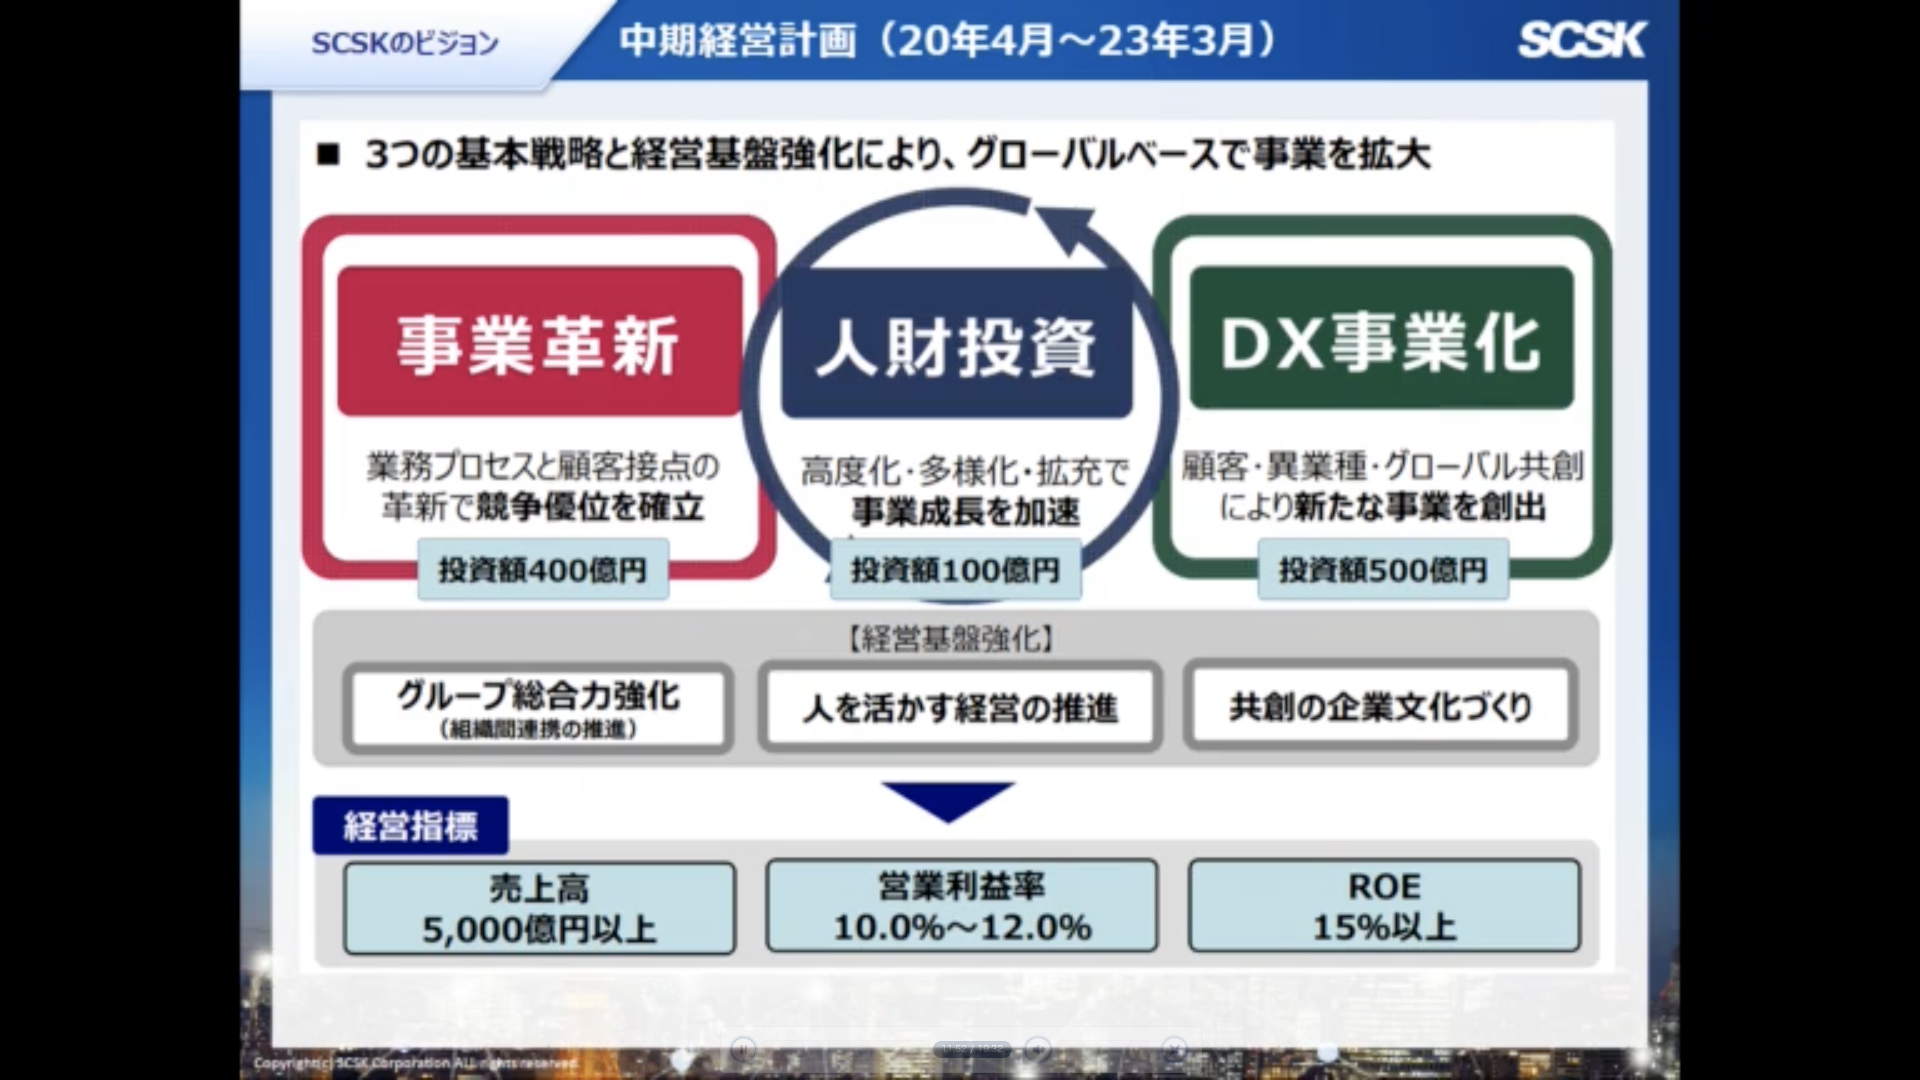 SCSKのビジョン
中期経営計画（20年4月～23年3月）
SCSK
■ 3つの基本戦略と経営基盤強化により、グローバルベースで事業を拡大
事業革新
業務プロセスと顧客接点の
革新で競争優位を確立
投資額400億円
人財投資
高度化・多様化・拡充で
事業成長を加速
投資額100億円
DX事業化
顧客・異業種・グローバル共創
により新たな事業を創出
投資額500億円
【経営基盤強化】
グループ総合力強化
（組織間連携の推進）
人を活かす経営の推進
共創の企業文化づくり
経営指標
売上高
5,000億円以上
営業利益率
10.0%～12.0%
ROE
15%以上
Copyright(c) SCSK Corporation ALL rights reserved.
11:52 / 19:32